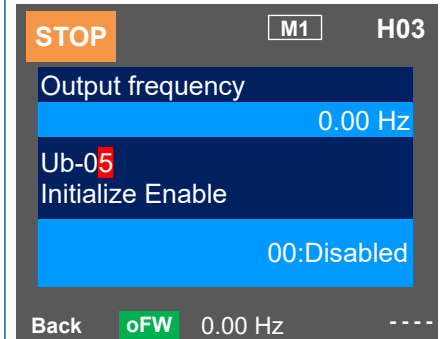 STOP M1 H03
Output frequency
0.00 Hz
Ub-05
Initialize Enable
00:Disabled
Back oFW 0.00 Hz ----